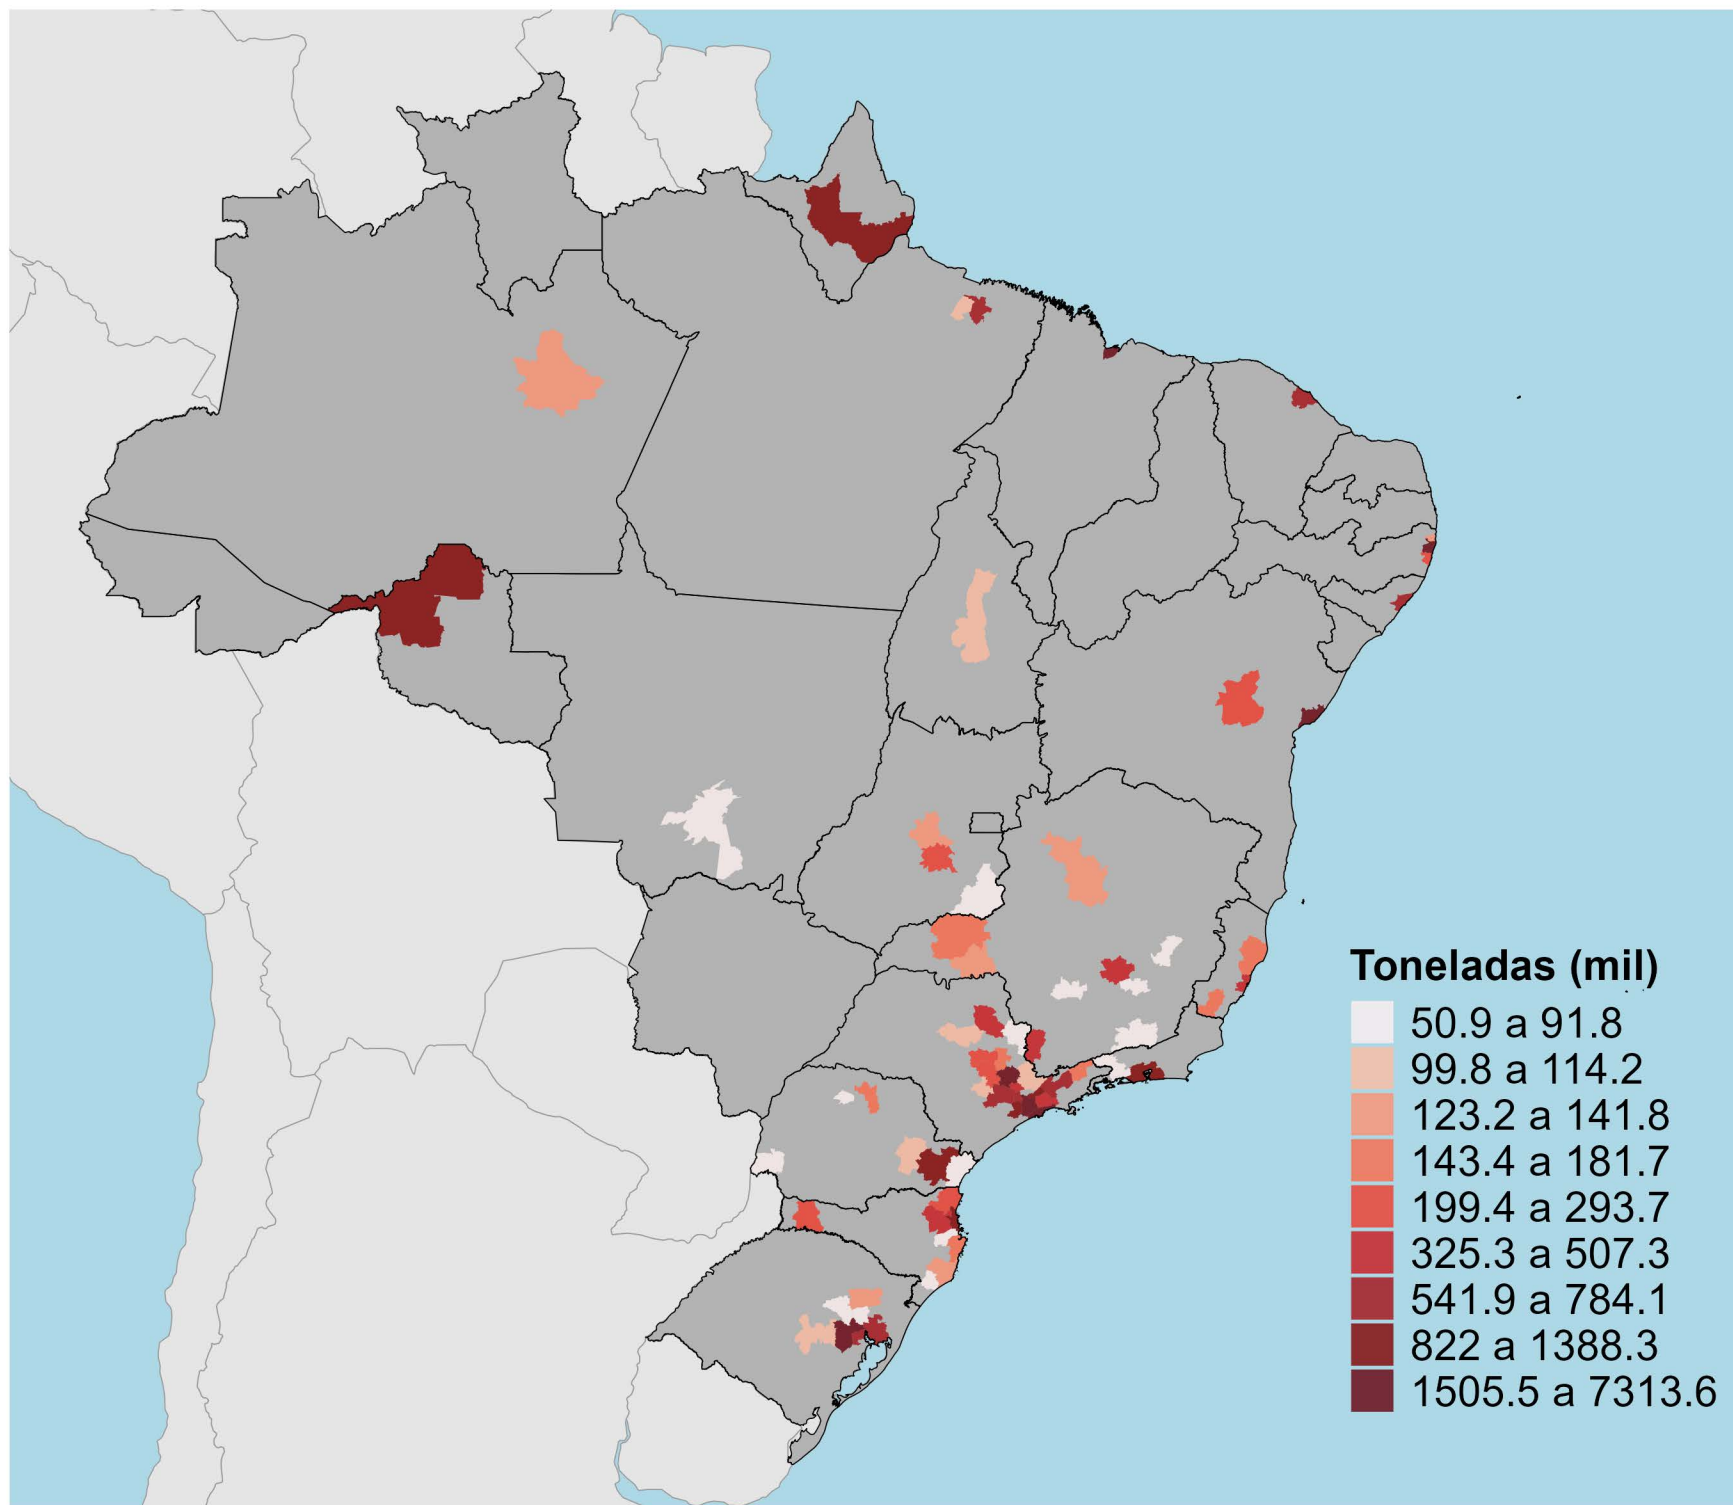 Toneladas (mil)
50.9 a 91.8
99.8 a 114.2
123.2 a 141.8
143.4 a 181.7
199.4 a 293.7
325.3 a 507.3
541.9 a 784.1
822 a 1388.3
1505.5 a 7313.6